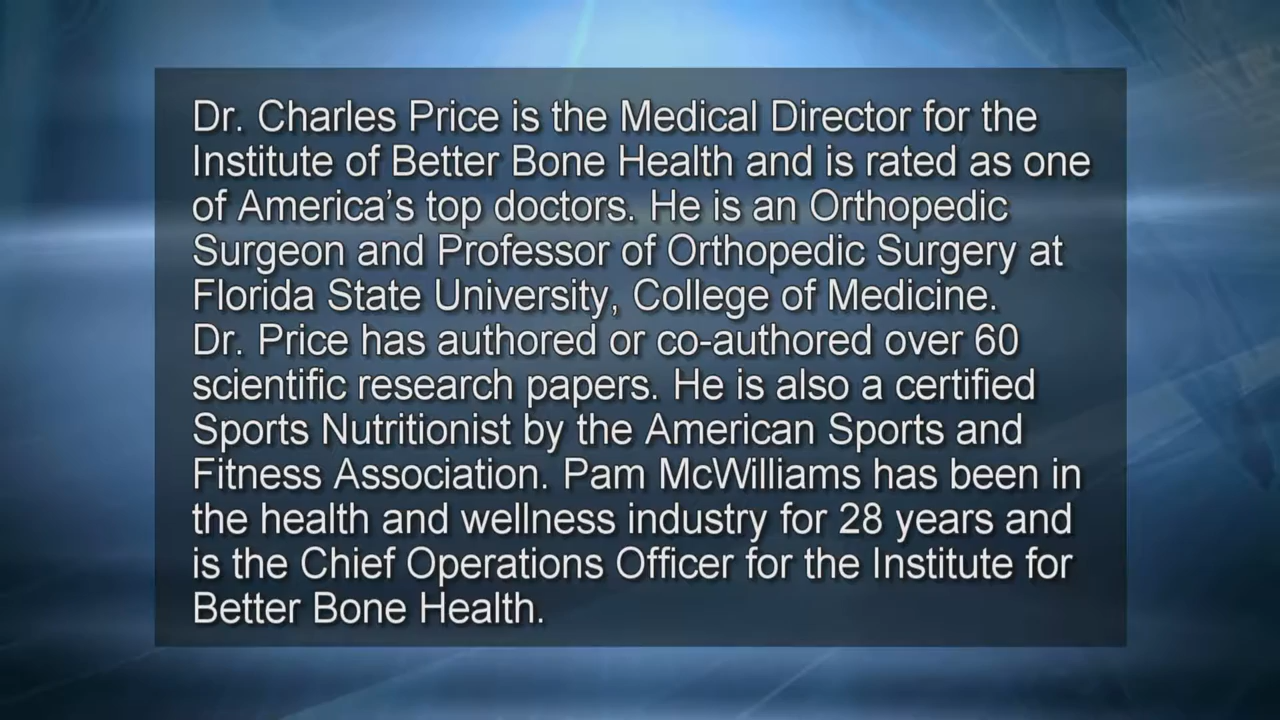 Dr. Charles Price is the Medical Director for the
Institute of Better Bone Health and is rated as one
of America's top doctors. He is an Orthopedic
Surgeon and Professor of Orthopedic Surgery at
Florida State University, College of Medicine.
Dr. Price has authored or co-authored over 60
scientific research papers. He is also a certified
Sports Nutritionist by the American Sports and
Fitness Association. Pam McWilliams has been in
the health and wellness industry for 28 years and
is the Chief Operations Officer for the Institute for
Better Bone Health.